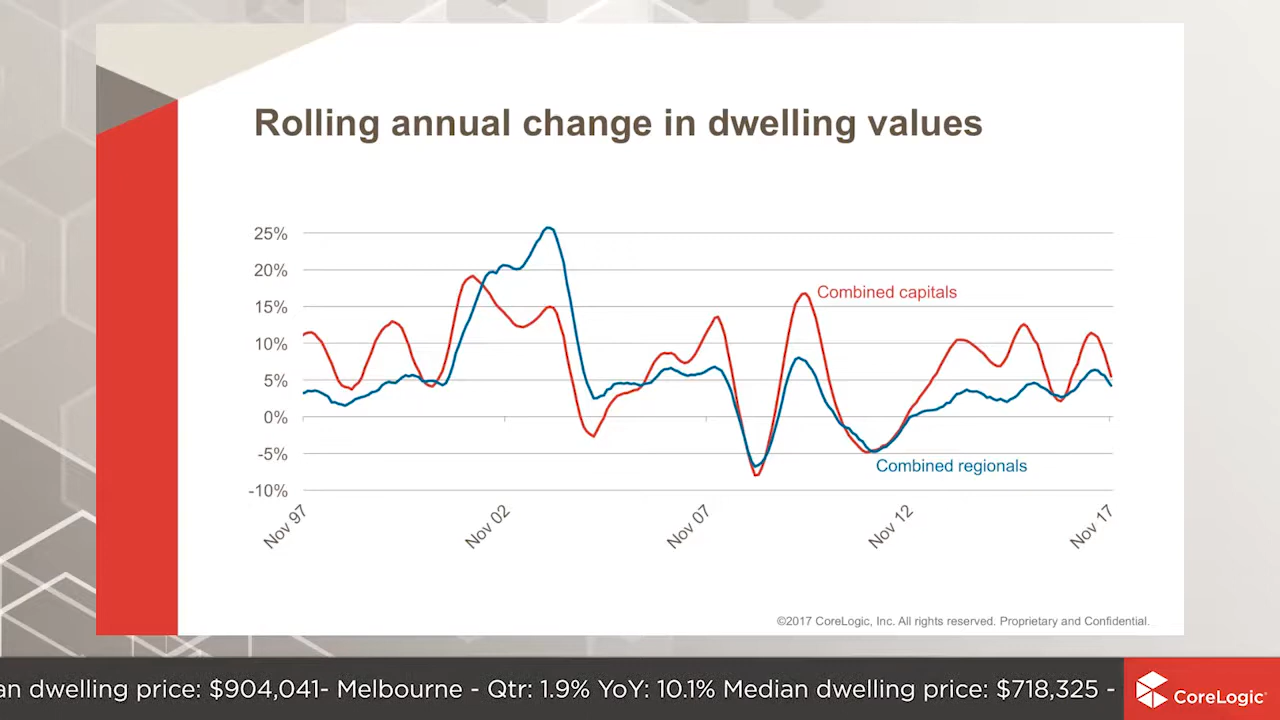 Rolling annual change in dwelling values
25%
20%
15%
10%
5%
0%
-5%
-10%
Combined capitals
Combined regionals
Nov 97
Nov 02
Nov 07
Nov 12
Nov 17
©2017 CoreLogic, Inc. All rights reserved. Proprietary and Confidential.
an dwelling price: $904,041- Melbourne - Qtr: 1.9% YoY: 10.1% Median dwelling price: $718,325 -
CoreLogic